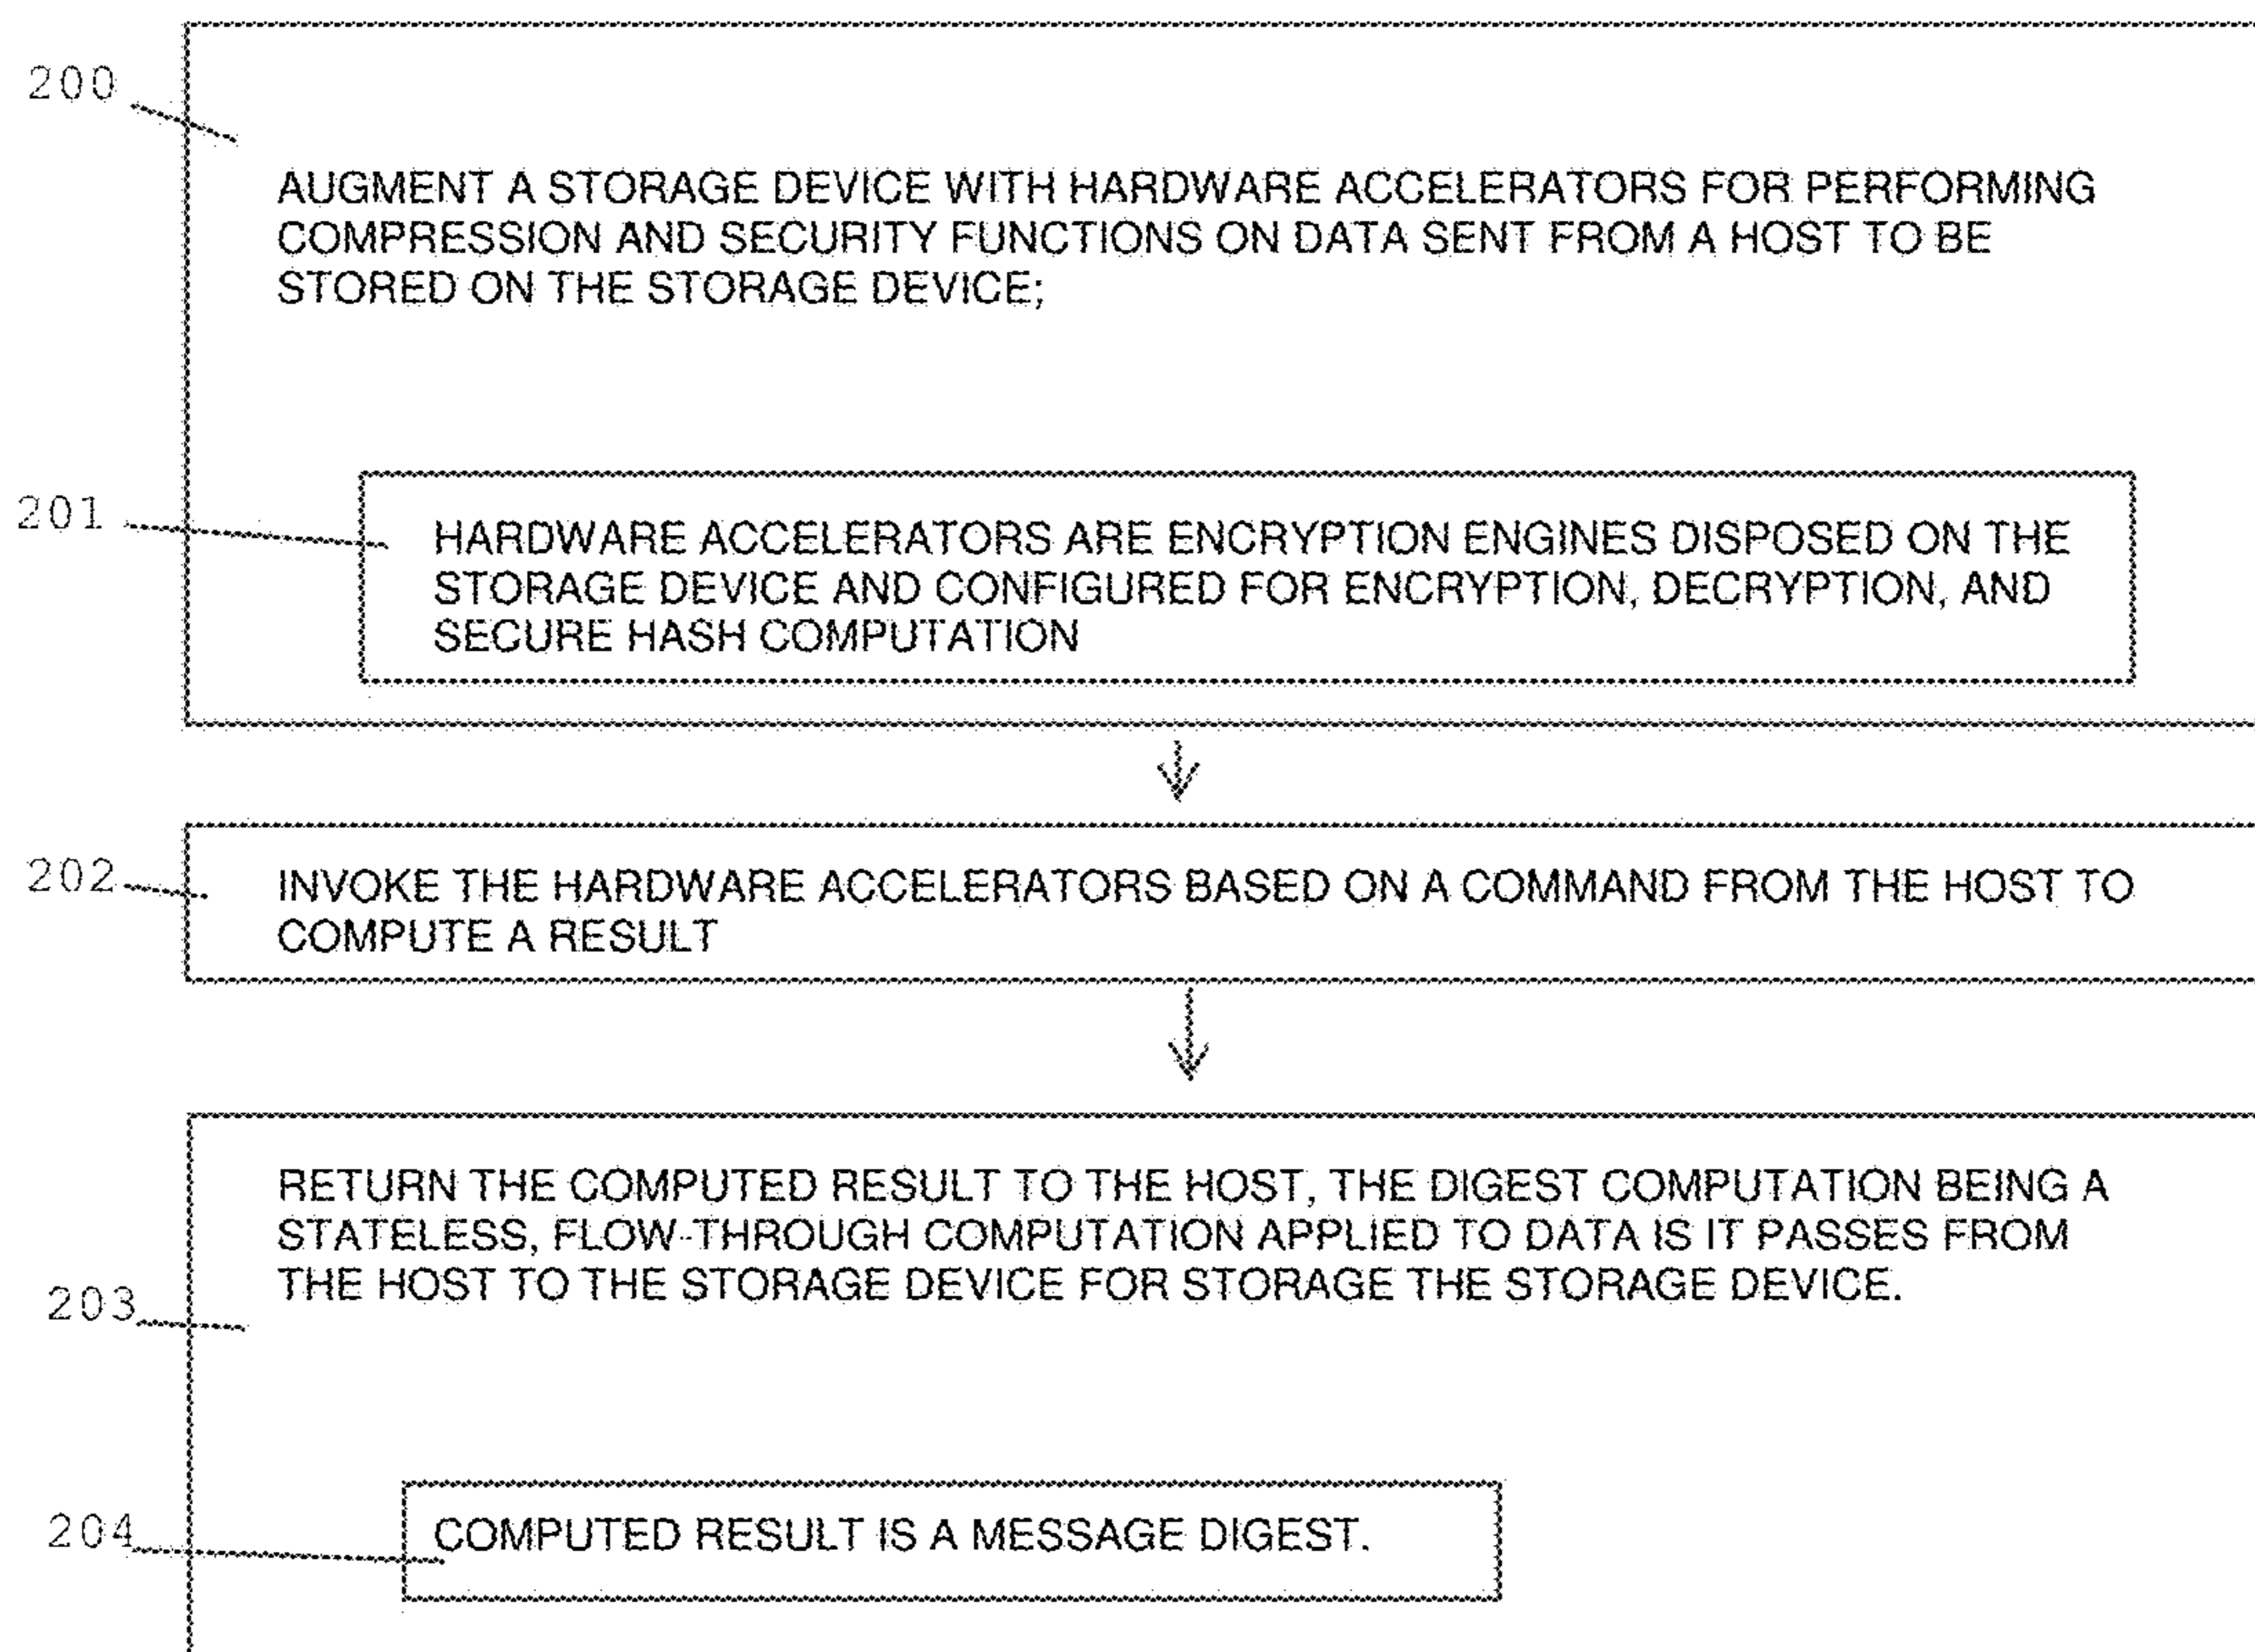 200
AUGMENT A STORAGE DEVICE WITH HARDWARE ACCELERATORS FOR PERFORMING
COMPRESSION AND SECURITY FUNCTIONS ON DATA SENT FROM A HOST TO BE
STORED ON THE STORAGE DEVICE;
201
HARDWARE ACCELERATORS ARE ENCRYPTION ENGINES DISPOSED ON THE
STORAGE DEVICE AND CONFIGURED FOR ENCRYPTION, DECRYPTION, AND
SECURE HASH COMPUTATION
202
INVOKE THE HARDWARE ACCELERATORS BASED ON A COMMAND FROM THE HOST TO
COMPUTE A RESULT
RETURN THE COMPUTED RESULT TO THE HOST, THE DIGEST COMPUTATION BEING A
STATELESS, FLOW-THROUGH COMPUTATION APPLIED TO DATA IS IT PASSES FROM
THE HOST TO THE STORAGE DEVICE FOR STORAGE THE STORAGE DEVICE.
203
204
COMPUTED RESULT IS A MESSAGE DIGEST.